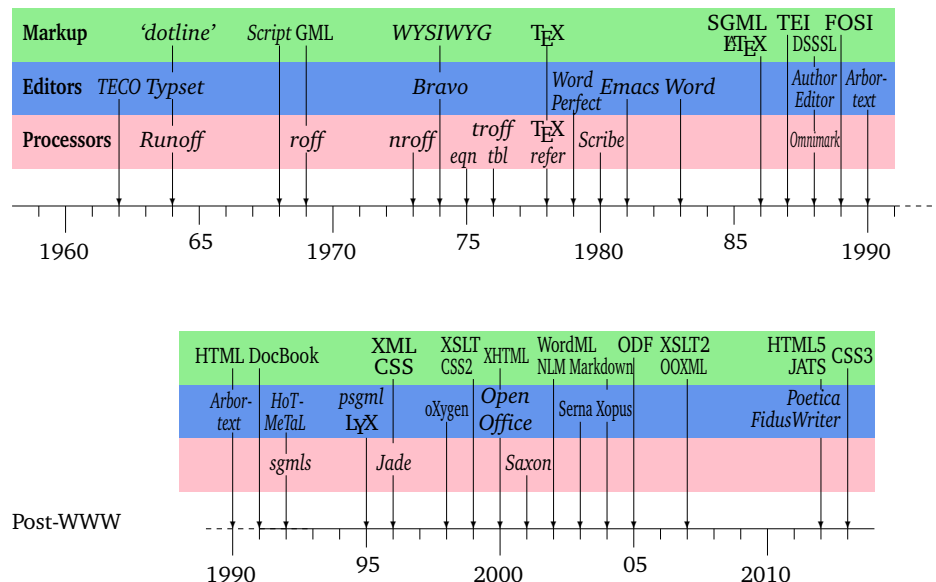 Markup 'dotline' Script GML WYSIWYG TEX SGML TEI FOSI
LATEX DSSSL
Editors TECO Typset Bravo Word Perfect Emacs Word Author Editor Arbor-text
Processors Runoff roff nroff troff TEX Scribe Omnimark
eqn tbl refer
1960 65 1970 75 1980 85 1990
HTML DocBook XML XSLT XHTML WordML ODF XSLT2 HTML5 CSS3
CSS CSS2 NLM Markdown OOXML JATS
Arbor-text HoT-MeTaL psgml oXygen Open Office Serna Xopus Poetica
LYX FidusWriter
sgmls Jade Saxon
Post-WWW
1990 95 2000 05 2010